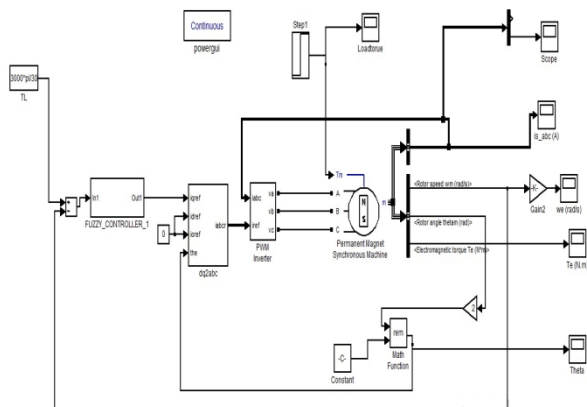 Continuous
powergui
Step1
Loadtorue
Scope
3000*pi/30
TL
is_abc (A)
Tm
In1
Out1
FUZZY_CONTROLLER_1
iqref
idref
ioref
the
iabcr
dq2abc
0
iabc
iref
va
vb
vc
PWM
Inverter
A
B
C
N
S
m
Permanent Magnet
Synchronous Machine
<Rotor speed wm (rad/s)>
-K-
Gain2
we (rad/s)
<Rotor angle thetam (rad)>
<Electromagnetic torque Te (N*m)>
Te (N.m)
2
rem
Math
Function
-C-
Constant
Theta